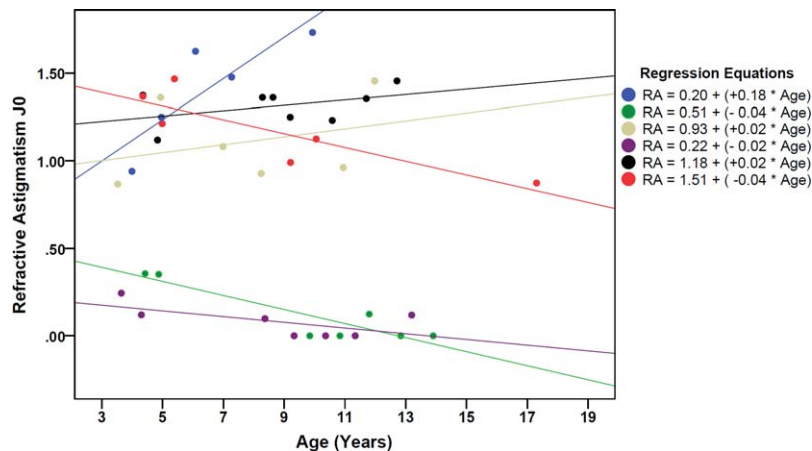 Regression Equations
RA = 0.20 + (+0.18 * Age)
RA = 0.51 + ( -0.04 * Age)
RA = 0.93 + (+0.02 * Age)
RA = 0.22 + ( -0.02 * Age)
RA = 1.18 + (+0.02 * Age)
RA = 1.51 + ( -0.04 * Age)
Refractive Astigmatism J0
1.50
1.00
.50
.00
3 5 7 9 11 13 15 17 19
Age (Years)